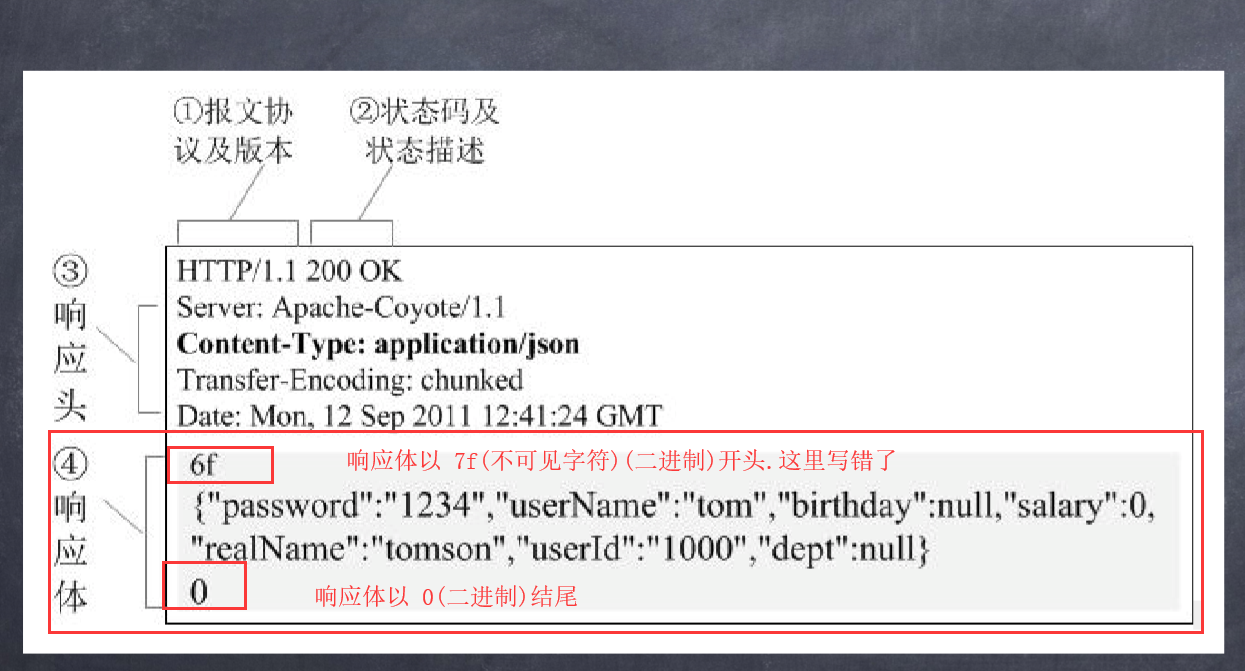 ①报文协
议及版本
②状态码及
状态描述
③
响
应
头
HTTP/1.1 200 OK
Server: Apache-Coyote/1.1
Content-Type: application/json
Transfer-Encoding: chunked
Date: Mon, 12 Sep 2011 12:41:24 GMT
④
响
应
体
6f
响应体以 7f(不可见字符)(二进制)开头.这里写错了
{"password":"1234","userName":"tom","birthday":null,"salary":0,
"realName":"tomson","userId":"1000","dept":null}
0
响应体以 0(二进制)结尾